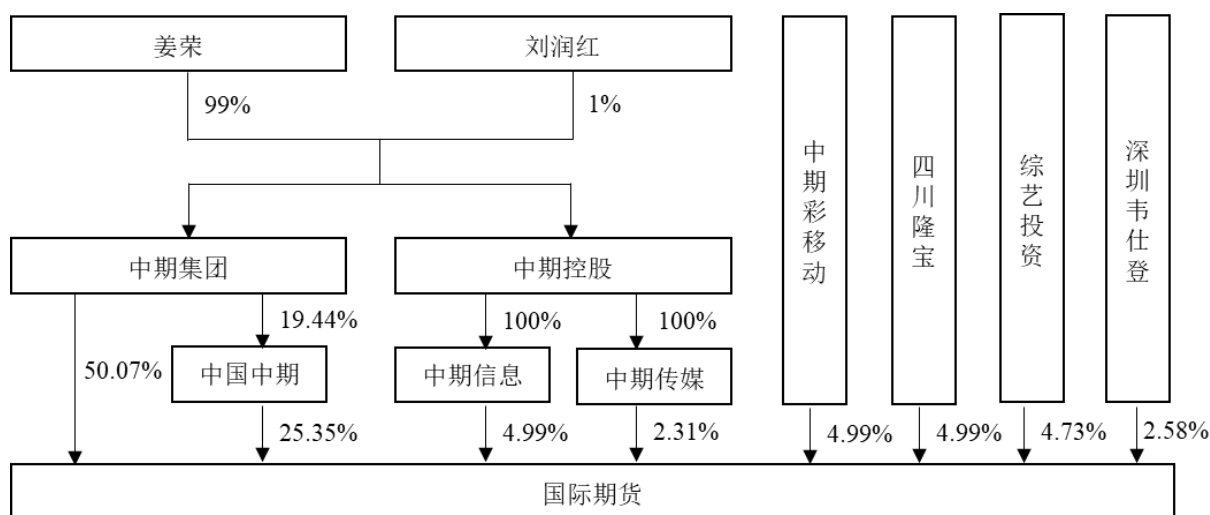 姜荣
刘润红
99%
1%
中期彩移动
四川隆宝
综艺投资
深圳韦仕登
中期集团
中期控股
19.44%
100%
100%
50.07%
中国中期
中期信息
中期传媒
25.35%
4.99%
2.31%
4.99%
4.99%
4.73%
2.58%
国际期货